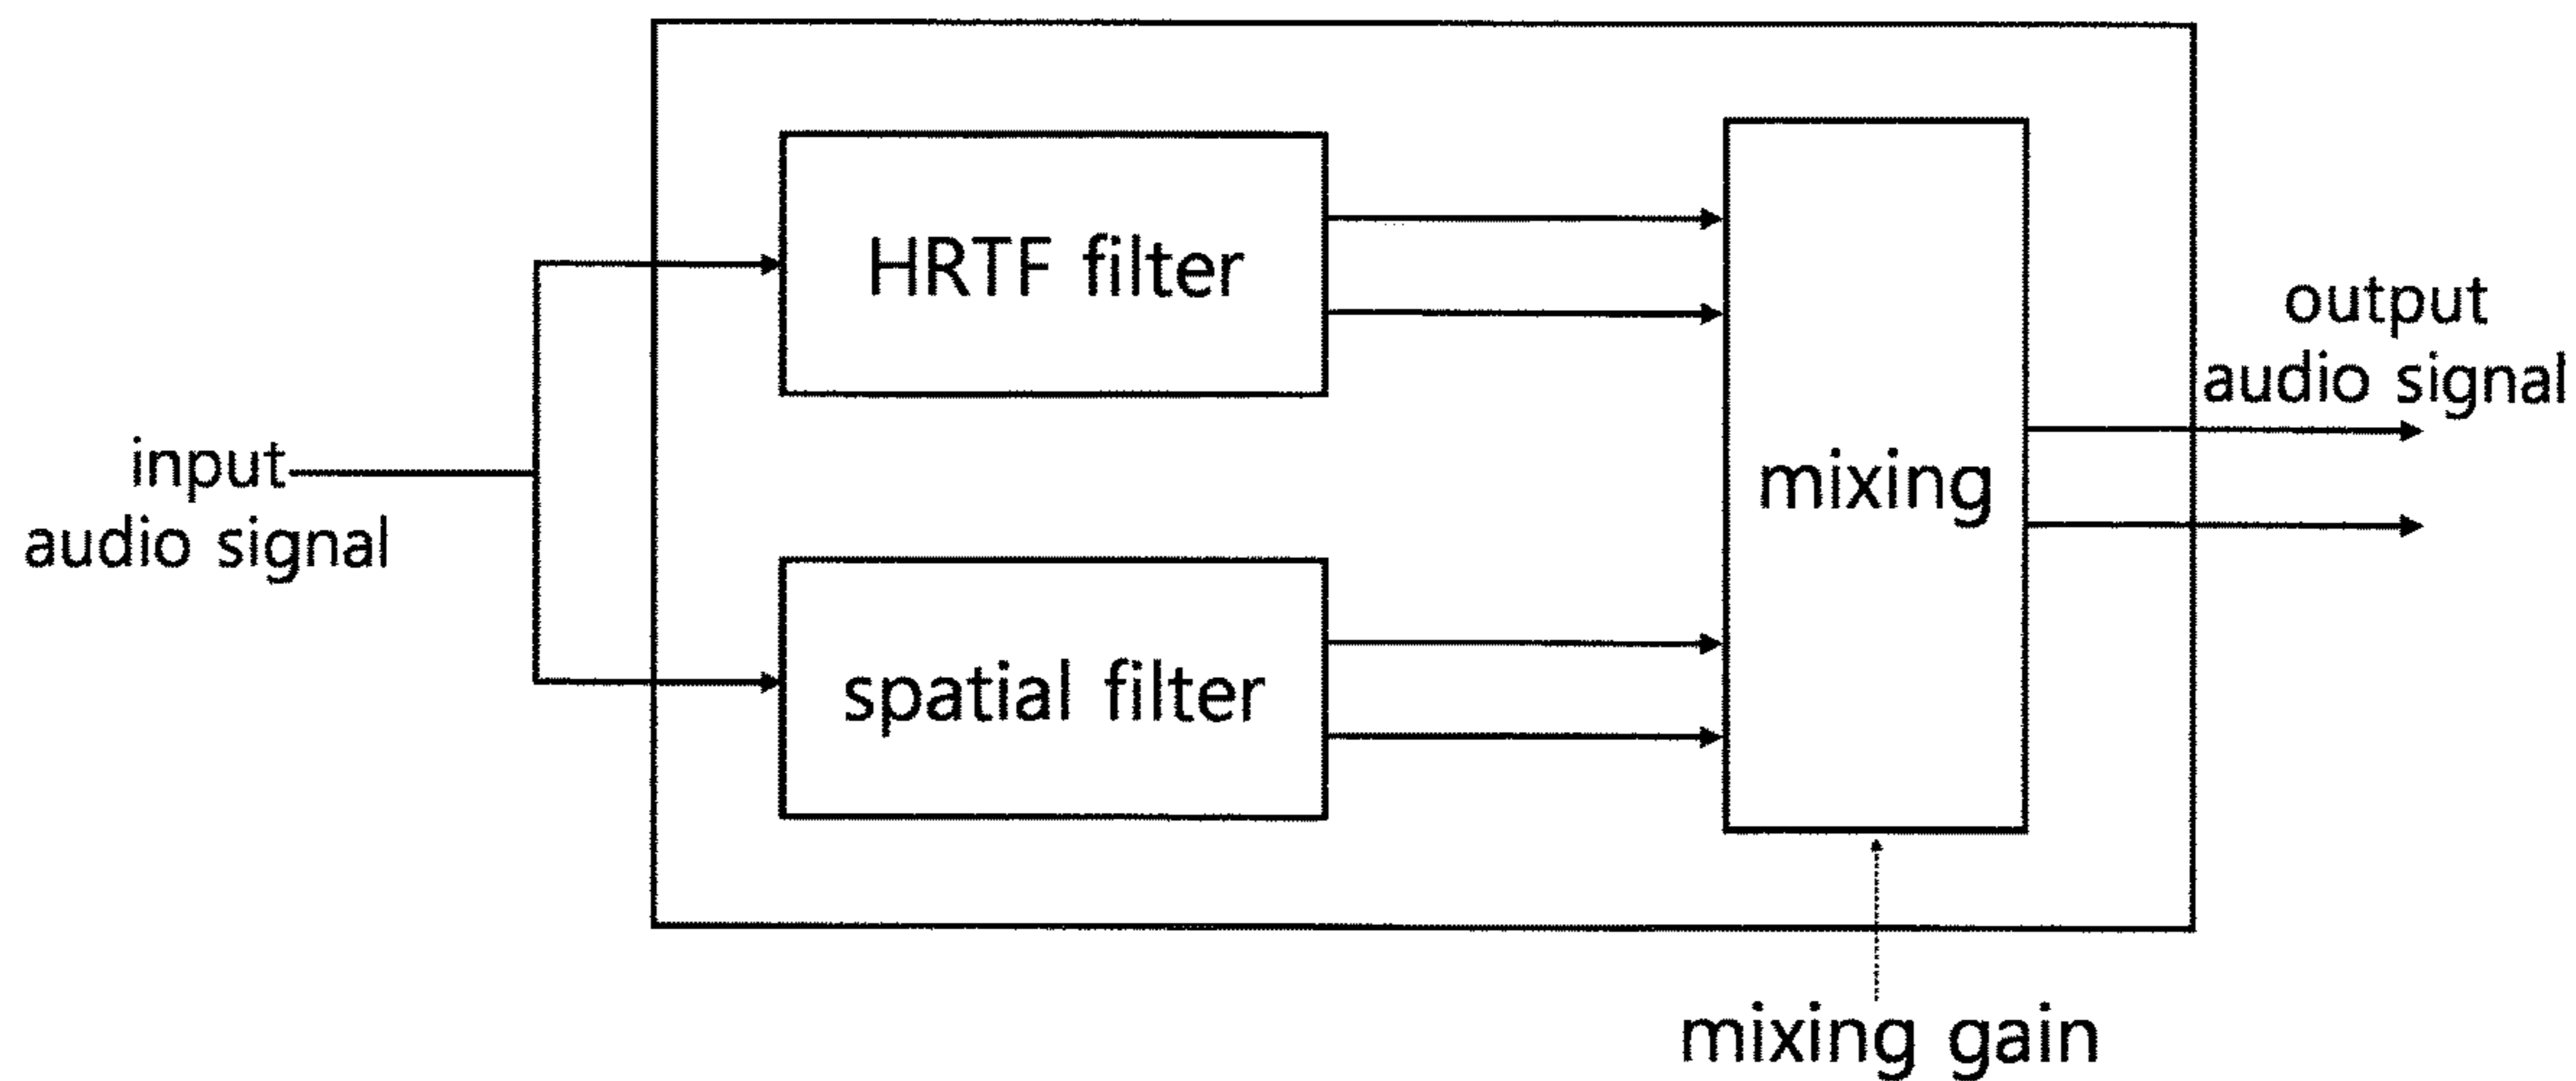 HRTF filter
output
audio signal
input
audio signal
mixing
spatial filter
mixing gain